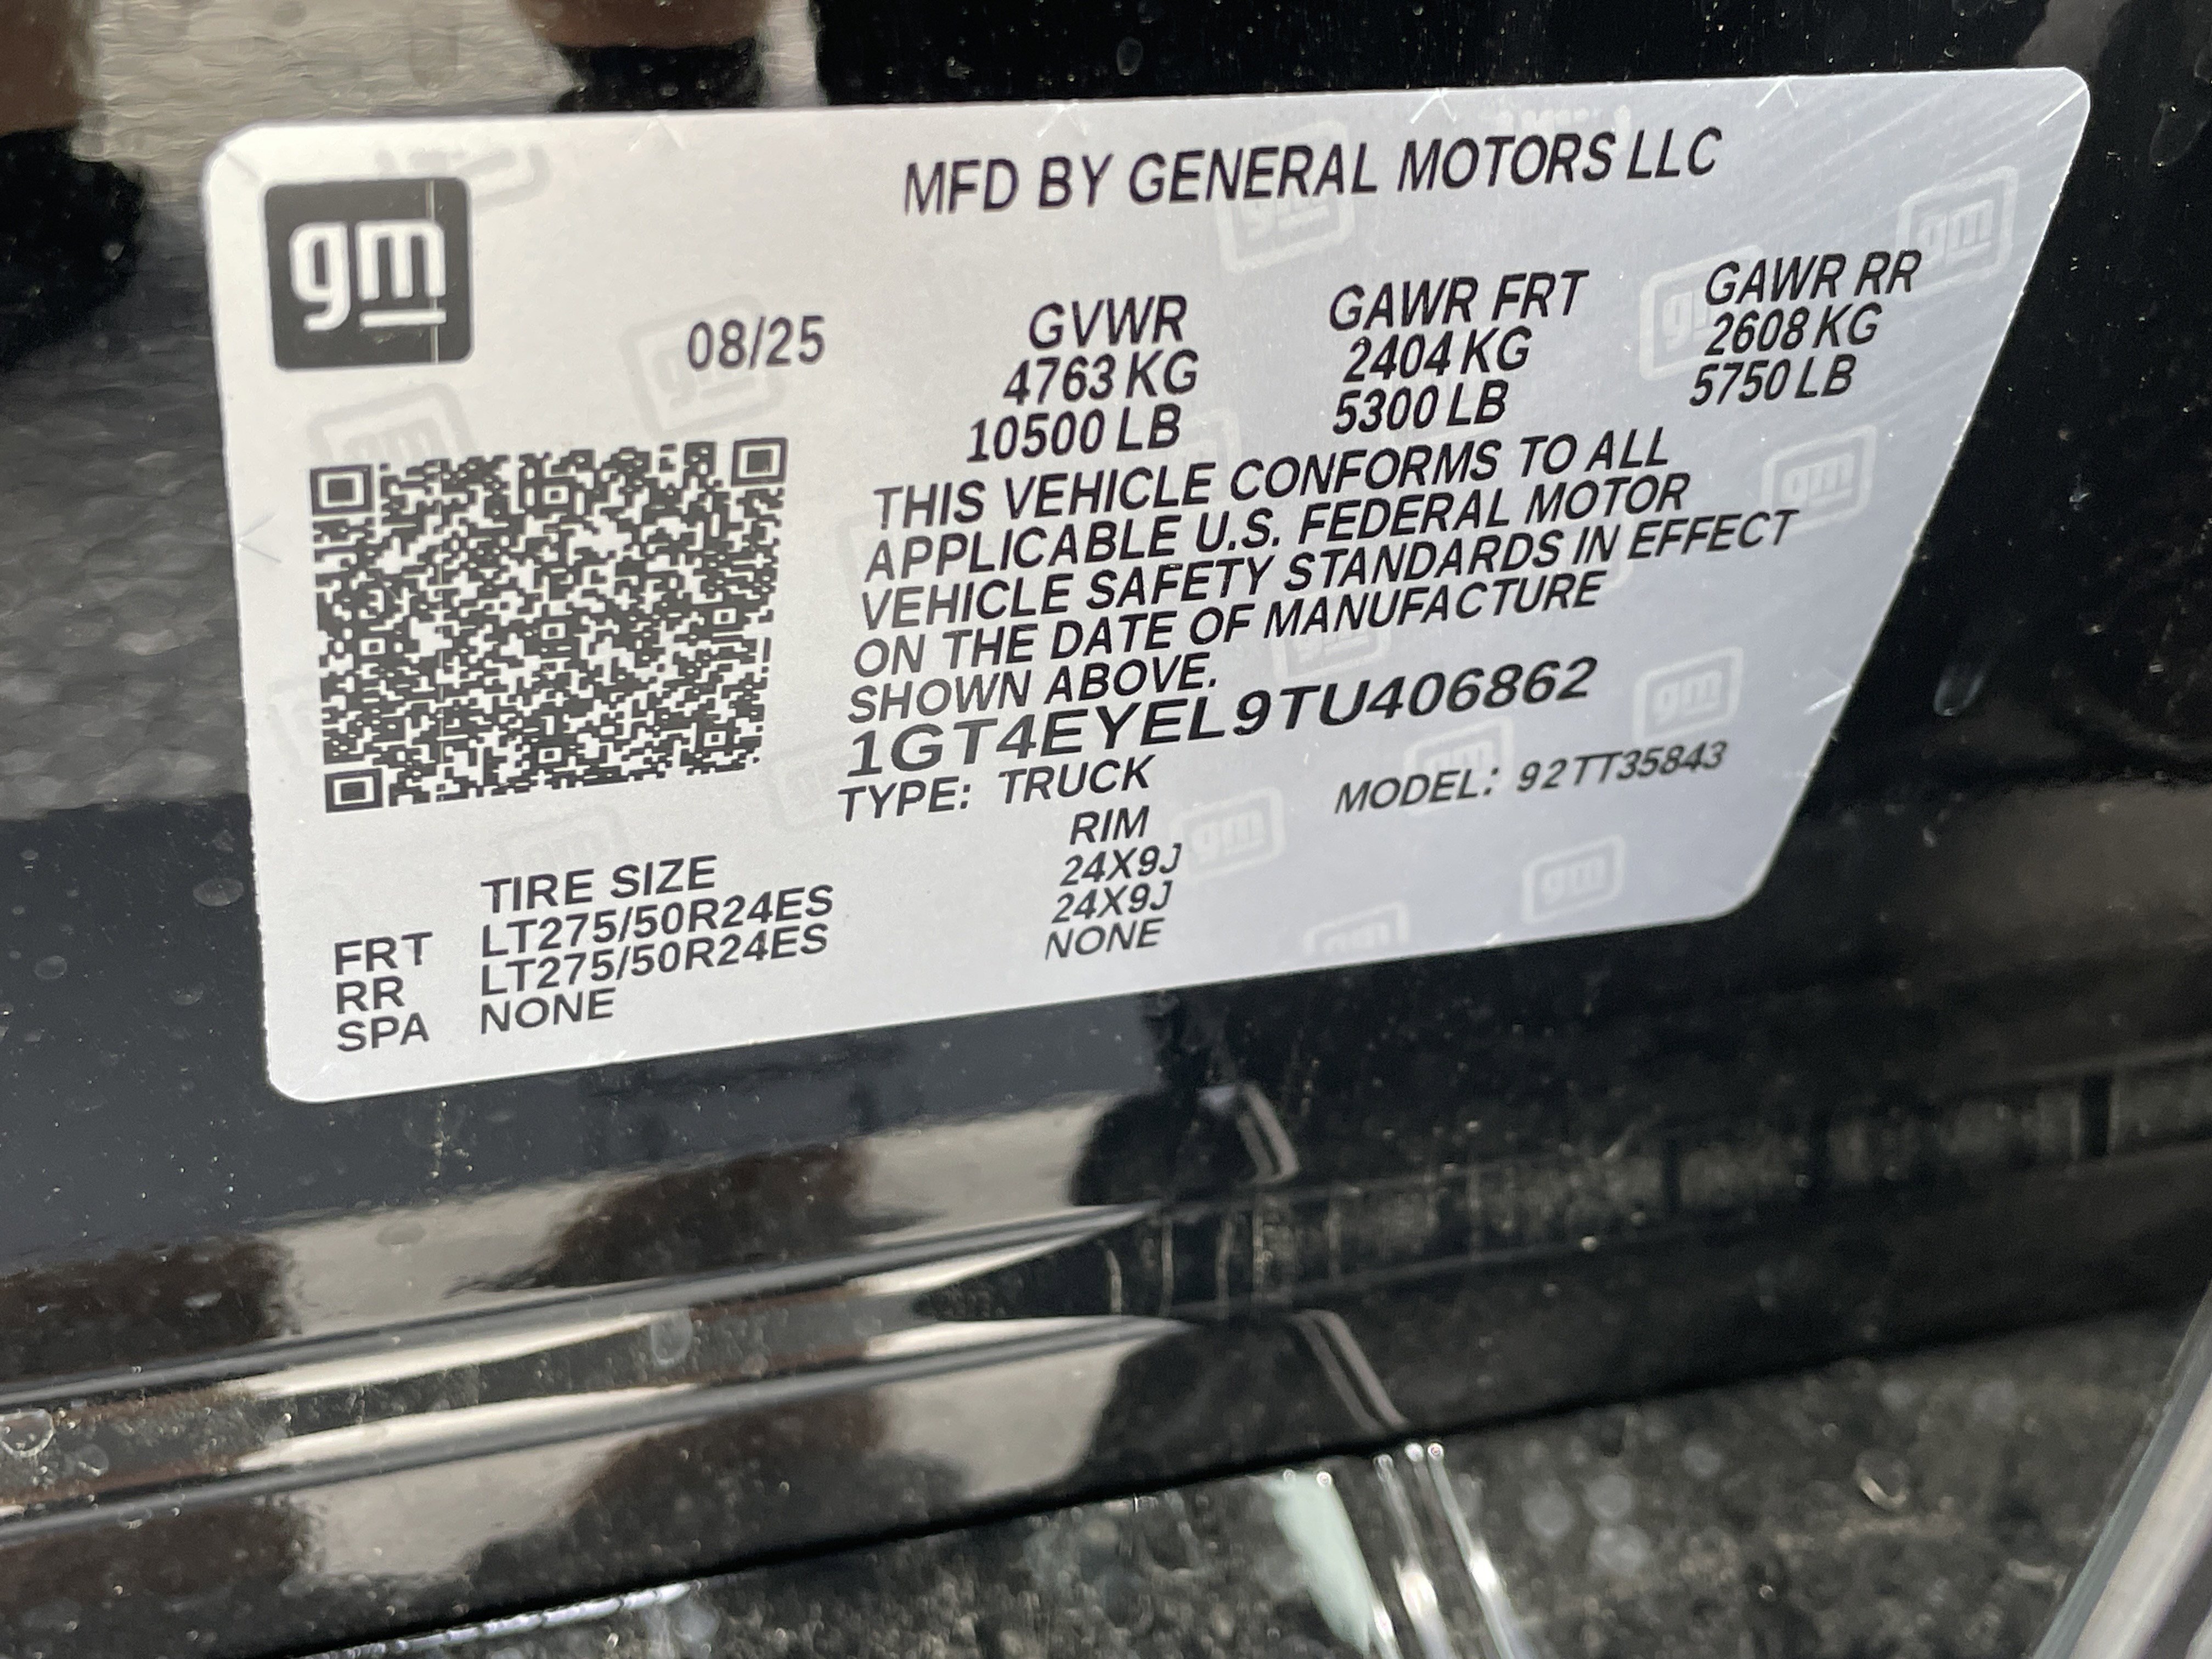 gm
MFD BY GENERAL MOTORS LLC
08/25
GVWR GAWR FRT GAWR RR
4763 KG 2404 KG 2608 KG
10500 LB 5300 LB 5750 LB
THIS VEHICLE CONFORMS TO ALL
APPLICABLE U.S. FEDERAL MOTOR
VEHICLE SAFETY STANDARDS IN EFFECT
ON THE DATE OF MANUFACTURE
SHOWN ABOVE.
1GT4EYEL9TU406862
TYPE: TRUCK MODEL: 92TT35843
TIRE SIZE RIM
FRT LT275/50R24ES 24X9J
RR LT275/50R24ES 24X9J
SPA NONE NONE